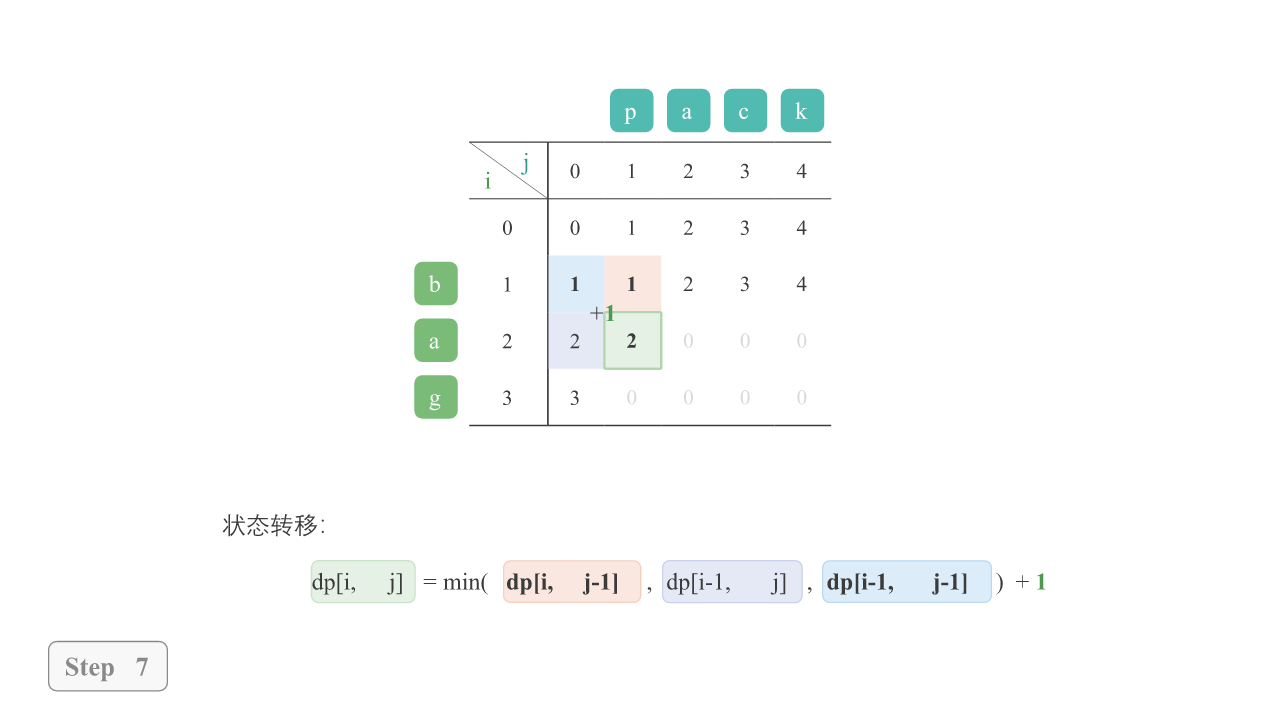 p a c k
j
i
0 1 2 3 4
0 0 1 2 3 4
b 1 1 1 2 3 4
+1
a 2 2 2 0 0 0
g 3 3 0 0 0 0
状态转移:
dp[i, j] = min( dp[i, j-1] , dp[i-1, j] , dp[i-1, j-1] ) + 1
Step 7